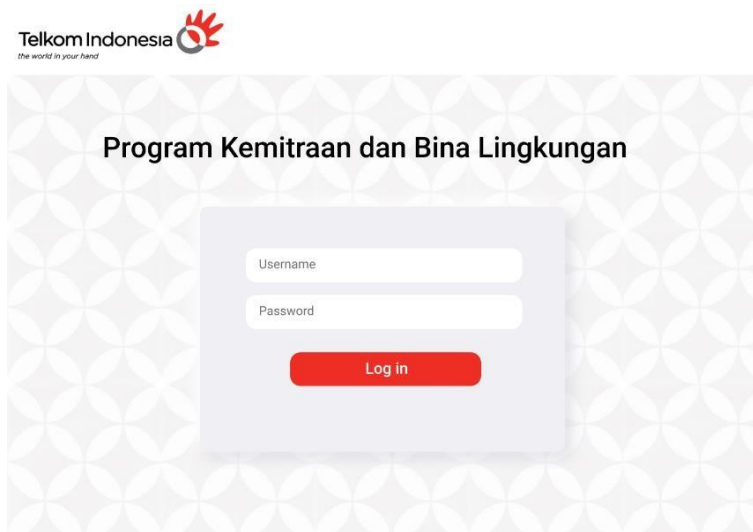 Telkom Indonesia
the world in your hand
Program Kemitraan dan Bina Lingkungan
Username
Password
Log in